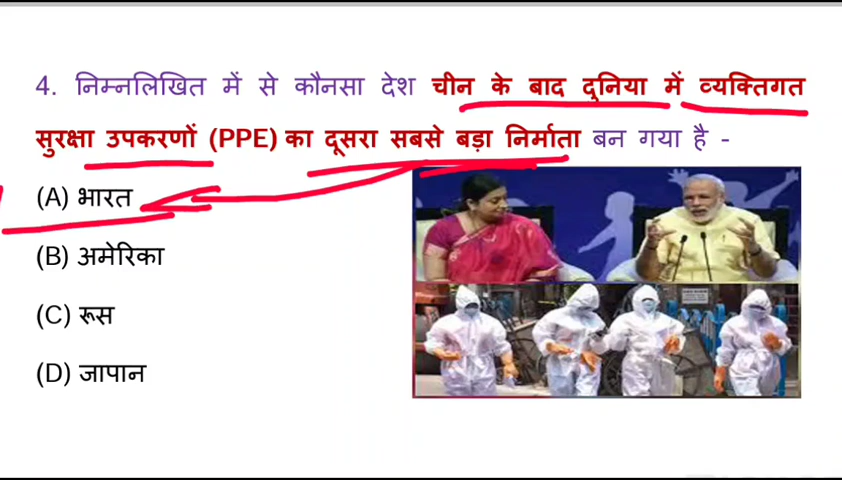 4. निम्नलिखित में से कौनसा देश चीन के बाद दूनिया में व्यक्तिगत
सुरक्षा उपकरणों (PPE) का दूसरा सबसे बड़ा निर्माता बन गया है -
(A) भारत
(B) अमेरिका
(C) रूस
(D) जापान